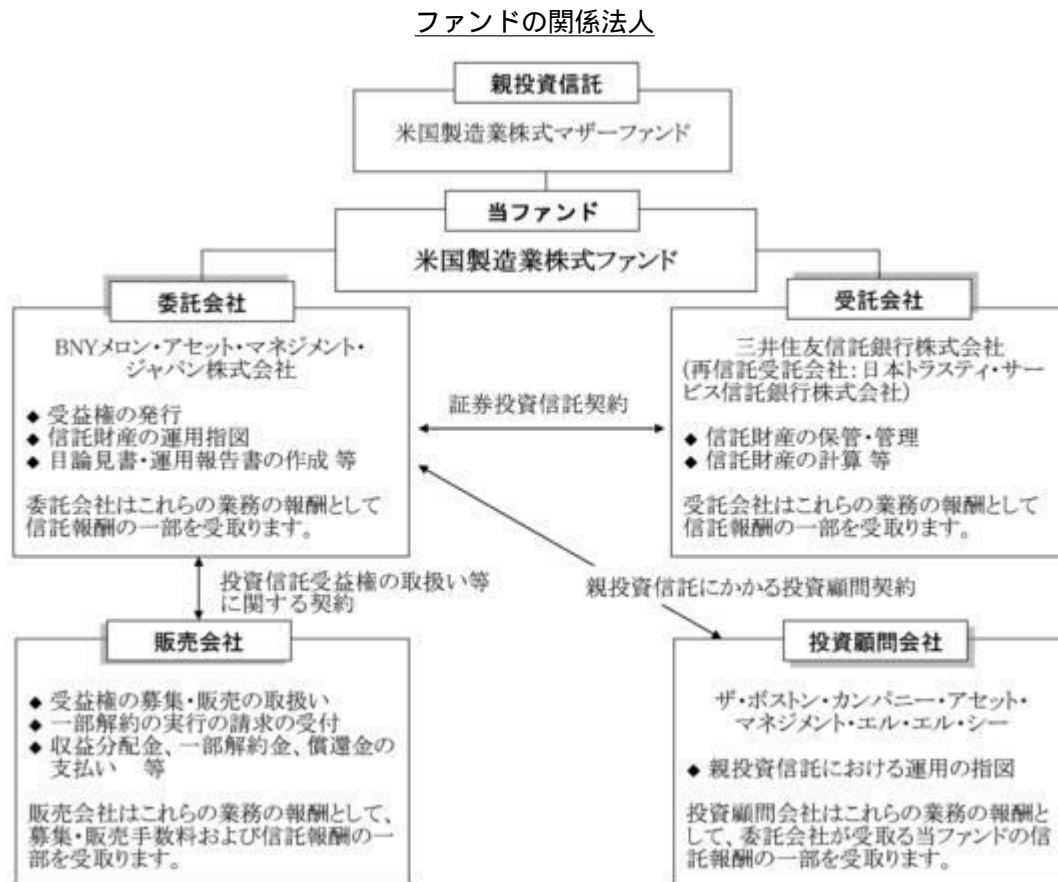 ファンドの関係法人
親投資信託
米国製造業株式マザーファンド
当ファンド
米国製造業株式ファンド
委託会社
BNYメロン・アセット・マネジメント・
ジャパン株式会社
◆ 受益権の発行
◆ 信託財産の運用指図
◆ 目論見書・運用報告書の作成 等
委託会社はこれらの業務の報酬として
信託報酬の一部を受取ります。
証券投資信託契約
受託会社
三井住友信託銀行株式会社
(再信託受託会社:日本トラスティ・サー
ビス信託銀行株式会社)
◆ 信託財産の保管・管理
◆ 信託財産の計算 等
受託会社はこれらの業務の報酬として
信託報酬の一部を受取ります。
投資信託受益権の取扱い等
に関する契約
親投資信託にかかる投資顧問契約
販売会社
◆ 受益権の募集・販売の取扱い
◆ 一部解約の実行の請求の受付
◆ 収益分配金、一部解約金、償還金の
支払い 等
販売会社はこれらの業務の報酬として、
募集・販売手数料および信託報酬の一
部を受取ります。
投資顧問会社
ザ・ボストン・カンパニー・アセット・
マネジメント・エル・エル・シー
◆ 親投資信託における運用の指図
投資顧問会社はこれらの業務の報酬と
して、委託会社が受取る当ファンドの信
託報酬の一部を受取ります。